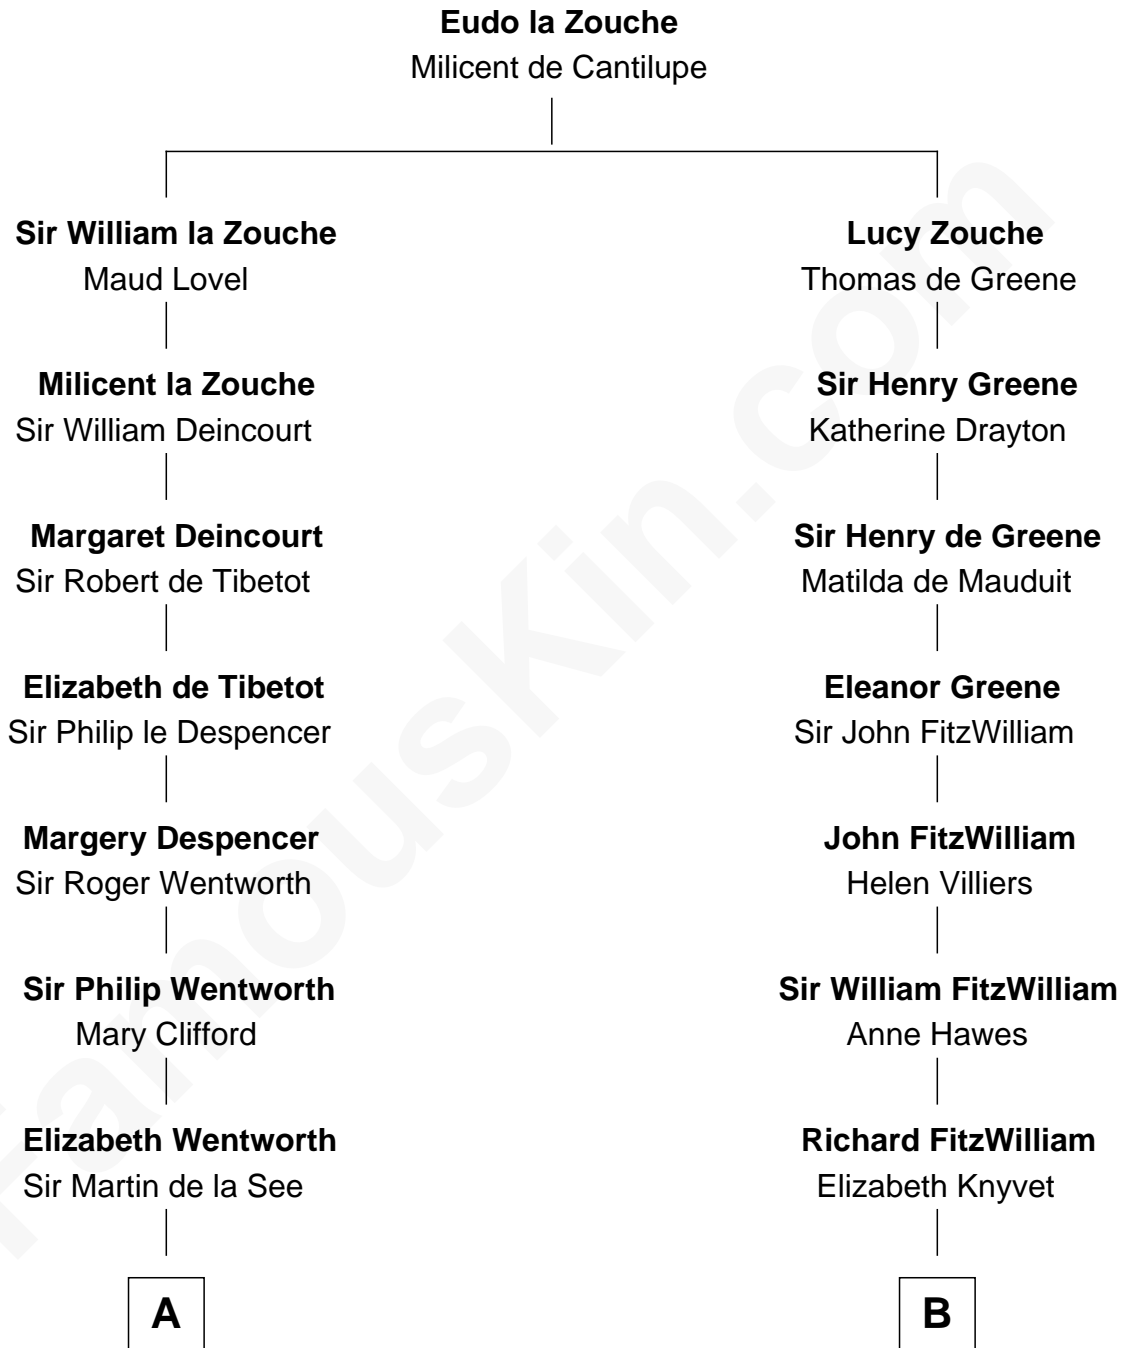 Eudo la Zouche
Milicent de Cantilupe
Sir William la Zouche
Maud Lovel
Lucy Zouche
Thomas de Greene
Milicent la Zouche
Sir William Deincourt
Sir Henry Greene
Katherine Drayton
Margaret Deincourt
Sir Robert de Tibetot
Sir Henry de Greene
Matilda de Mauduit
Elizabeth de Tibetot
Sir Philip le Despencer
Eleanor Greene
Sir John FitzWilliam
Margery Despencer
Sir Roger Wentworth
John FitzWilliam
Helen Villiers
Sir Philip Wentworth
Mary Clifford
Sir William FitzWilliam
Anne Hawes
Elizabeth Wentworth
Sir Martin de la See
Richard FitzWilliam
Elizabeth Knyvet
A
B
FamousKin.com